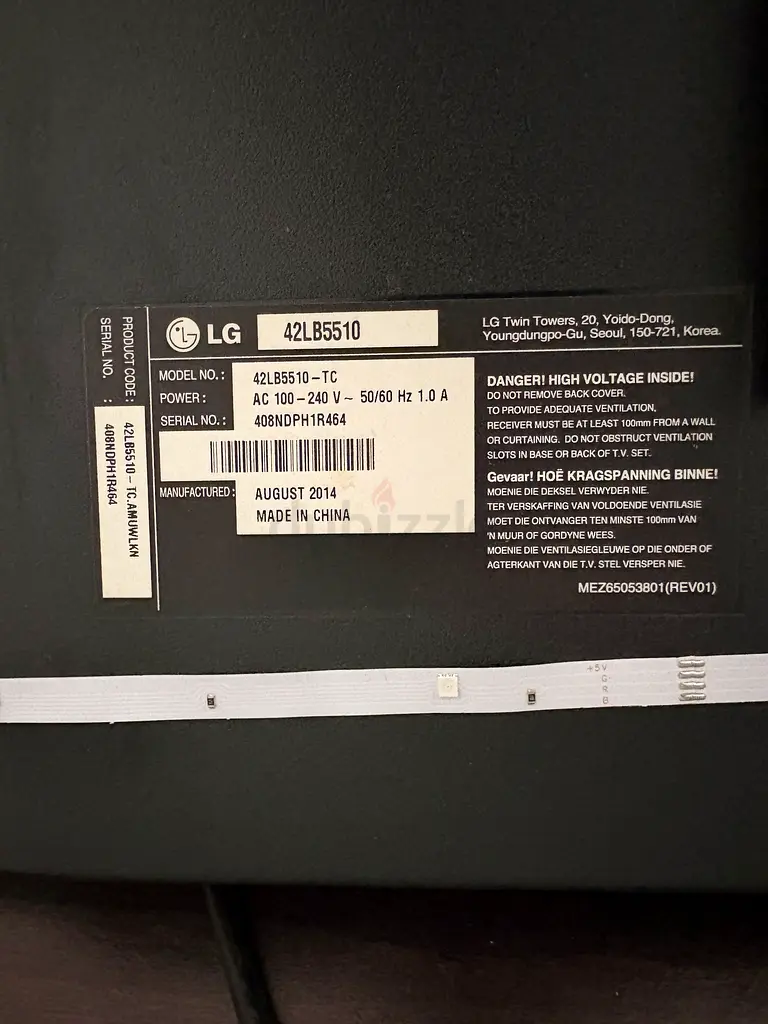 LG 42LB5510
LG Twin Towers, 20, Yoido-Dong,
Youngdungpo-Gu, Seoul, 150-721, Korea.
PRODUCT CODE: 42LB5510-TC.AMUWLKN
SERIAL NO. : 408NDPH1R464
MODEL NO.: 42LB5510-TC
POWER: AC 100-240 V~ 50/60 Hz 1.0 A
SERIAL NO.: 408NDPH1R464
MANUFACTURED: AUGUST 2014
MADE IN CHINA
DANGER! HIGH VOLTAGE INSIDE!
DO NOT REMOVE BACK COVER.
TO PROVIDE ADEQUATE VENTILATION,
RECEIVER MUST BE AT LEAST 100mm FROM A WALL
OR CURTAINING. DO NOT OBSTRUCT VENTILATION
SLOTS IN BASE OR BACK OF T.V. SET.
Gevaar! HOË KRAGSPANNING BINNE!
MOENIE DIE DEKSEL VERWYDER NIE.
TER VERSKAFFING VAN VOLDOENDE VENTILASIE
MOET DIE ONTVANGER TEN MINSTE 100mm VAN
'N MUUR OF GORDYNE WEES.
MOENIE DIE VENTILASIEGLEUWE OP DIE ONDER OF
AGTERKANT VAN DIE T.V. STEL VERSPER NIE.
MEZ65053801(REV01)
dubizzle
+5V
G
R
B